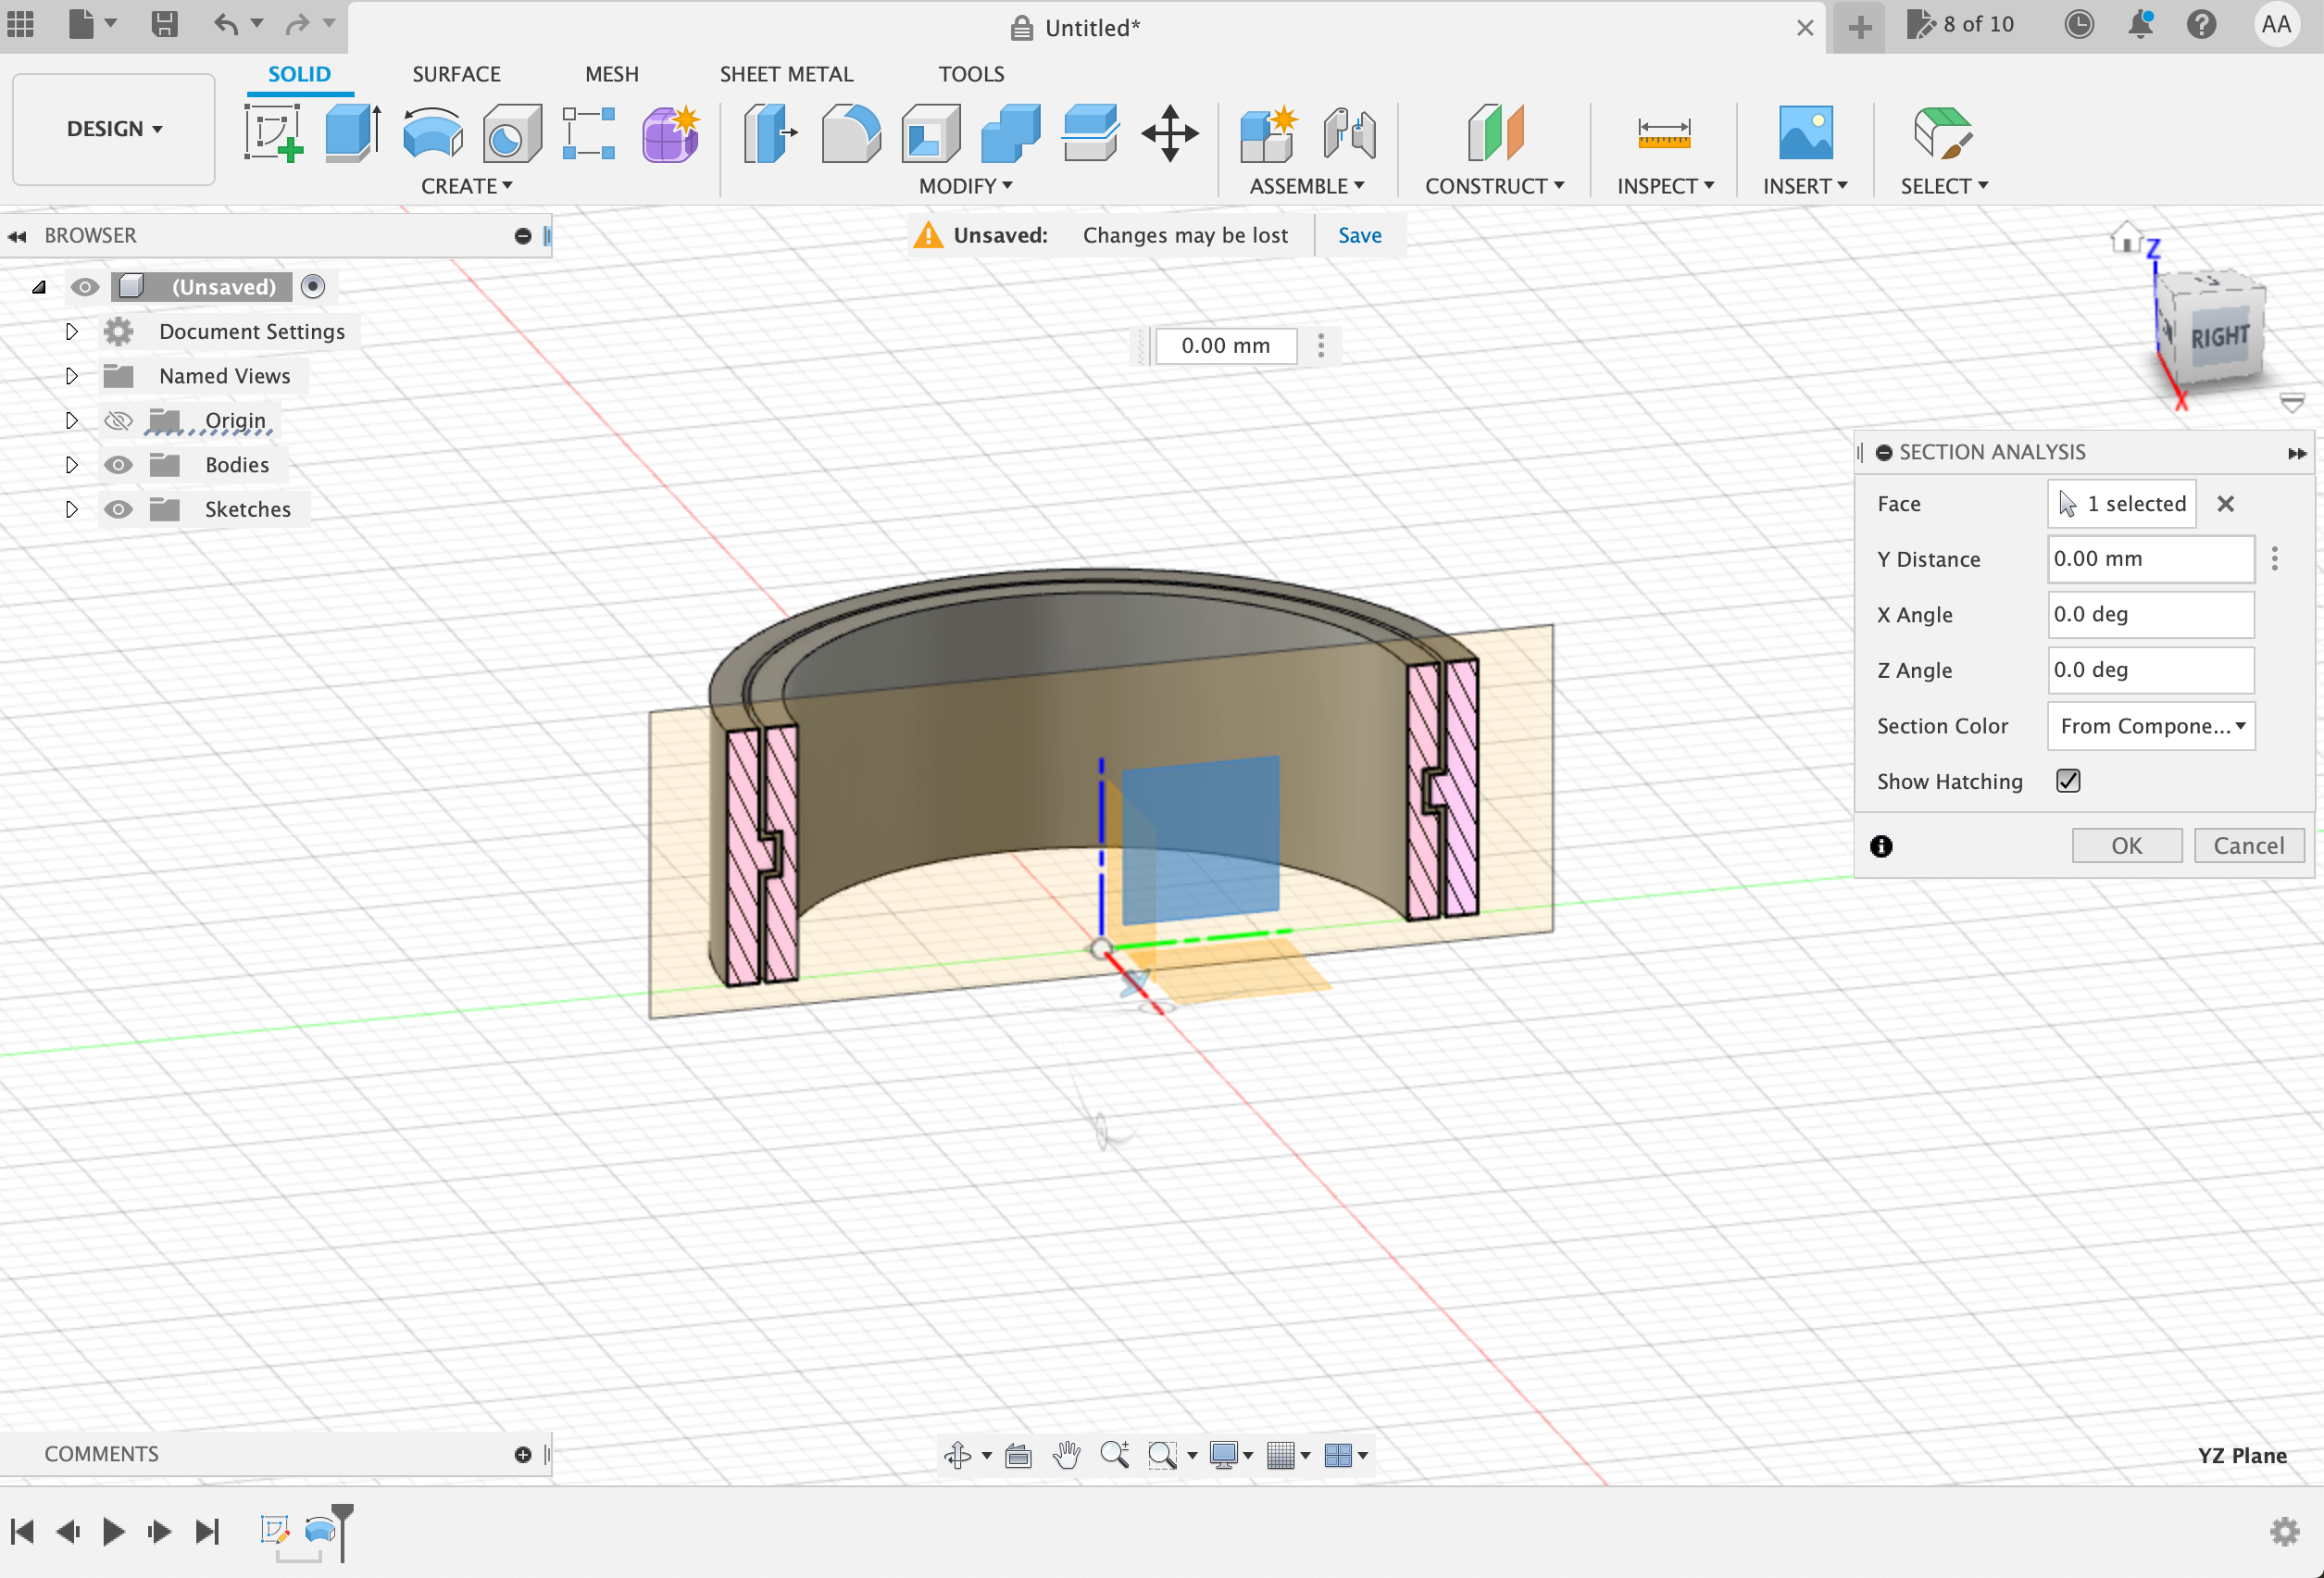 Untitled*
8 of 10
AA
DESIGN
SOLID
SURFACE
MESH
SHEET METAL
TOOLS
CREATE
MODIFY
ASSEMBLE
CONSTRUCT
INSPECT
INSERT
SELECT
BROWSER
Unsaved:
Changes may be lost
Save
(Unsaved)
Document Settings
Named Views
Origin
Bodies
Sketches
0.00 mm
Z
RIGHT
X
SECTION ANALYSIS
Face
1 selected
Y Distance
0.00 mm
X Angle
0.0 deg
Z Angle
0.0 deg
Section Color
From Compone...
Show Hatching
OK
Cancel
COMMENTS
YZ Plane